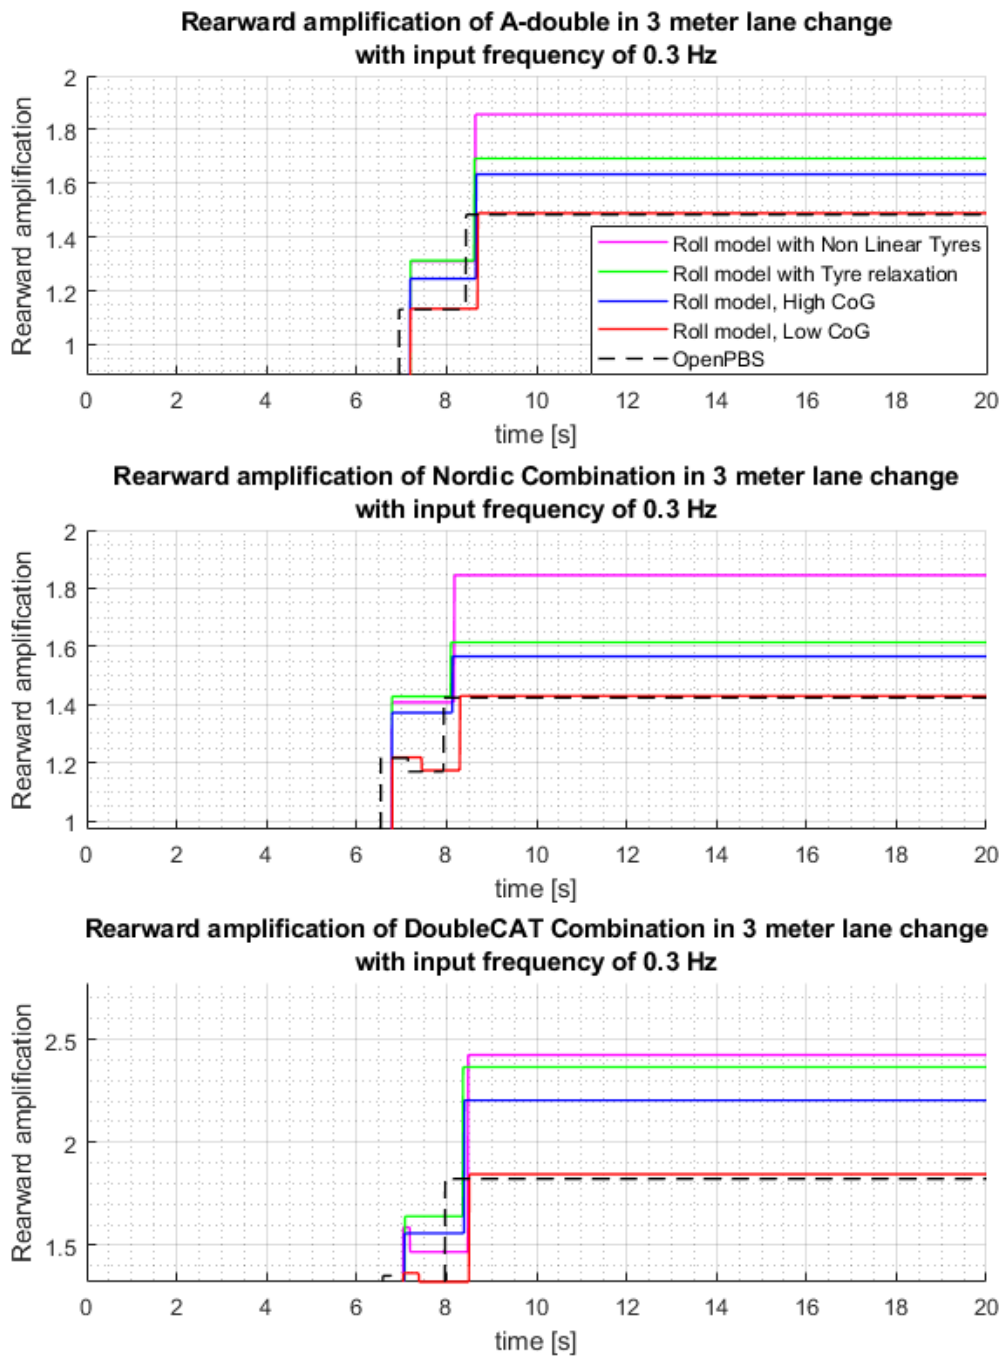 Rearward amplification of A-double in 3 meter lane change
with input frequency of 0.3 Hz
Rearward amplification
2
1.8
1.6
1.4
1.2
1
Roll model with Non Linear Tyres
Roll model with Tyre relaxation
Roll model, High CoG
Roll model, Low CoG
OpenPBS
0 2 4 6 8 10 12 14 16 18 20
time [s]
Rearward amplification of Nordic Combination in 3 meter lane change
with input frequency of 0.3 Hz
Rearward amplification
2
1.8
1.6
1.4
1.2
1
0 2 4 6 8 10 12 14 16 18 20
time [s]
Rearward amplification of DoubleCAT Combination in 3 meter lane change
with input frequency of 0.3 Hz
Rearward amplification
2.5
2
1.5
0 2 4 6 8 10 12 14 16 18 20
time [s]